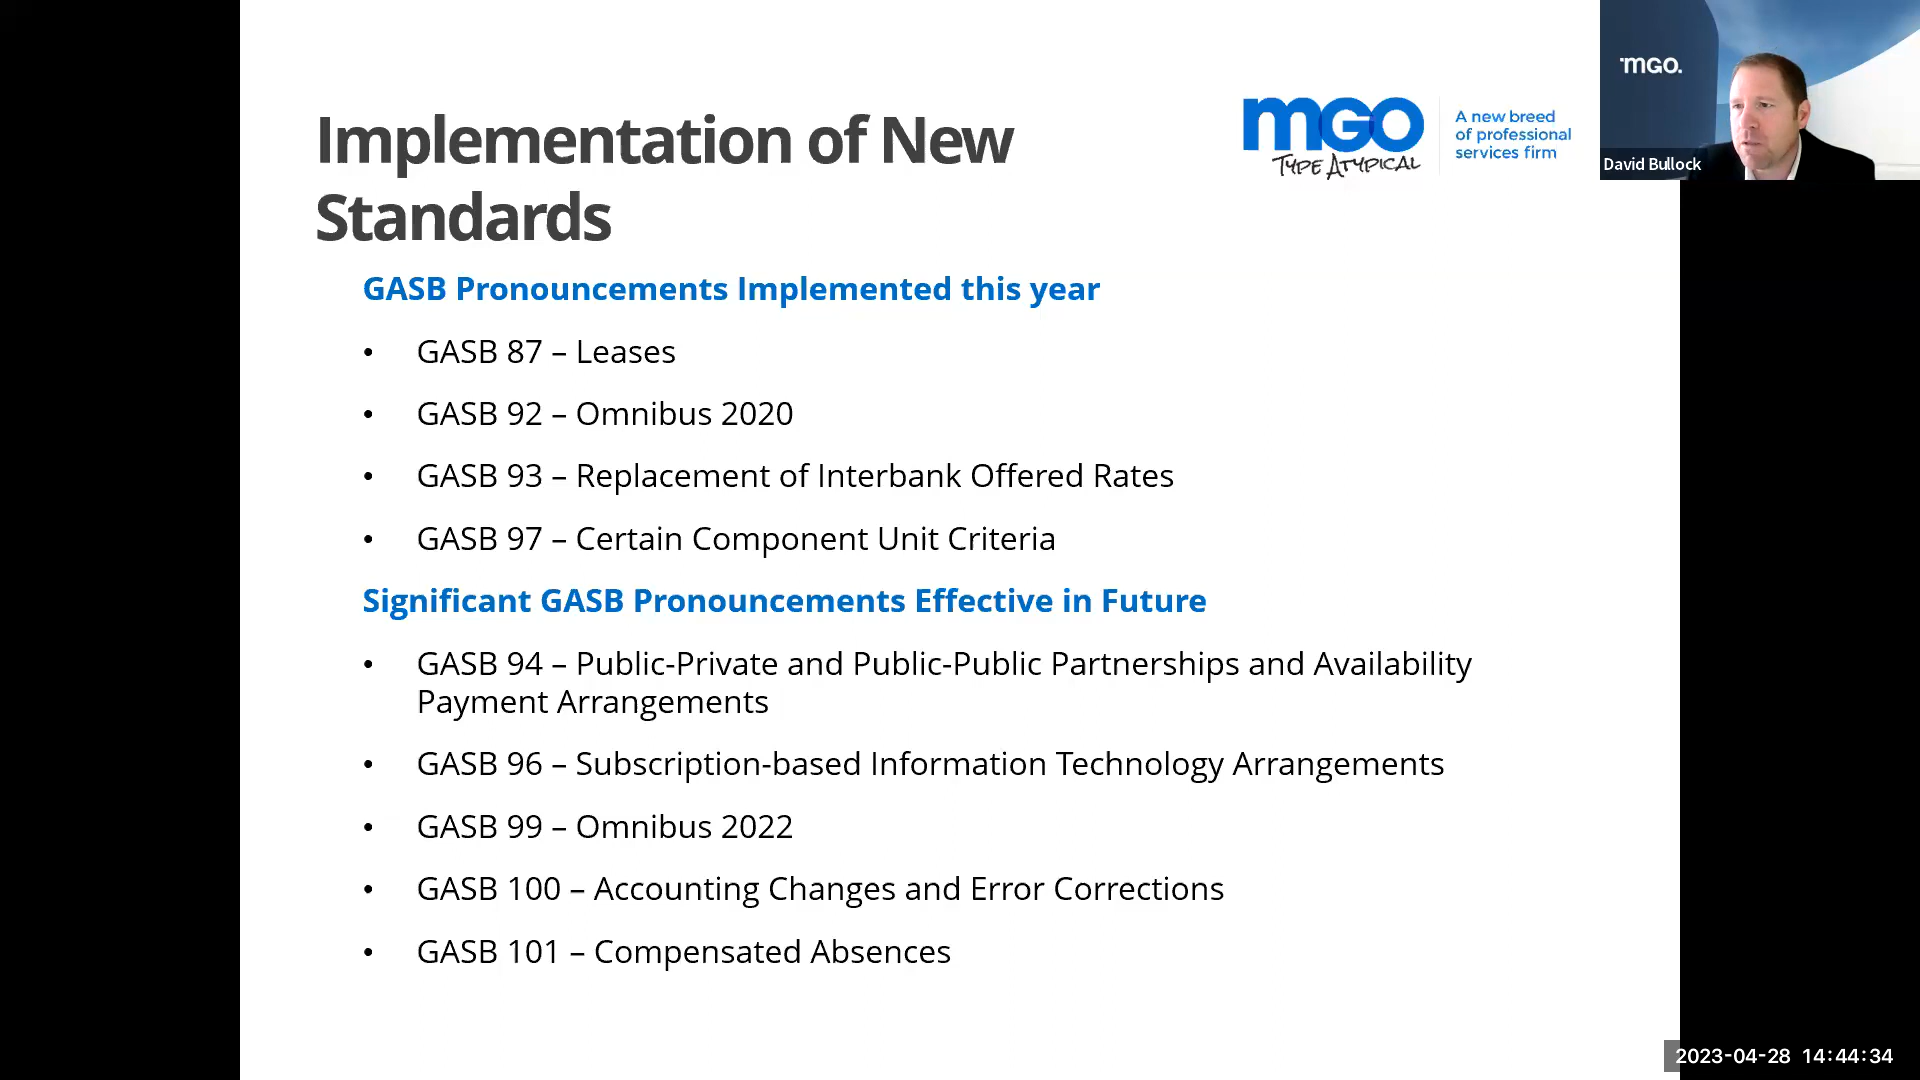 Implementation of New
Standards
mGO
TYPE ATYPICAL
A new breed
of professional
services firm
mGO.
David Bullock
GASB Pronouncements Implemented this year
• GASB 87 – Leases
• GASB 92 – Omnibus 2020
• GASB 93 – Replacement of Interbank Offered Rates
• GASB 97 – Certain Component Unit Criteria
Significant GASB Pronouncements Effective in Future
• GASB 94 – Public-Private and Public-Public Partnerships and Availability
Payment Arrangements
• GASB 96 – Subscription-based Information Technology Arrangements
• GASB 99 – Omnibus 2022
• GASB 100 – Accounting Changes and Error Corrections
• GASB 101 – Compensated Absences
2023-04-28 14:44:34